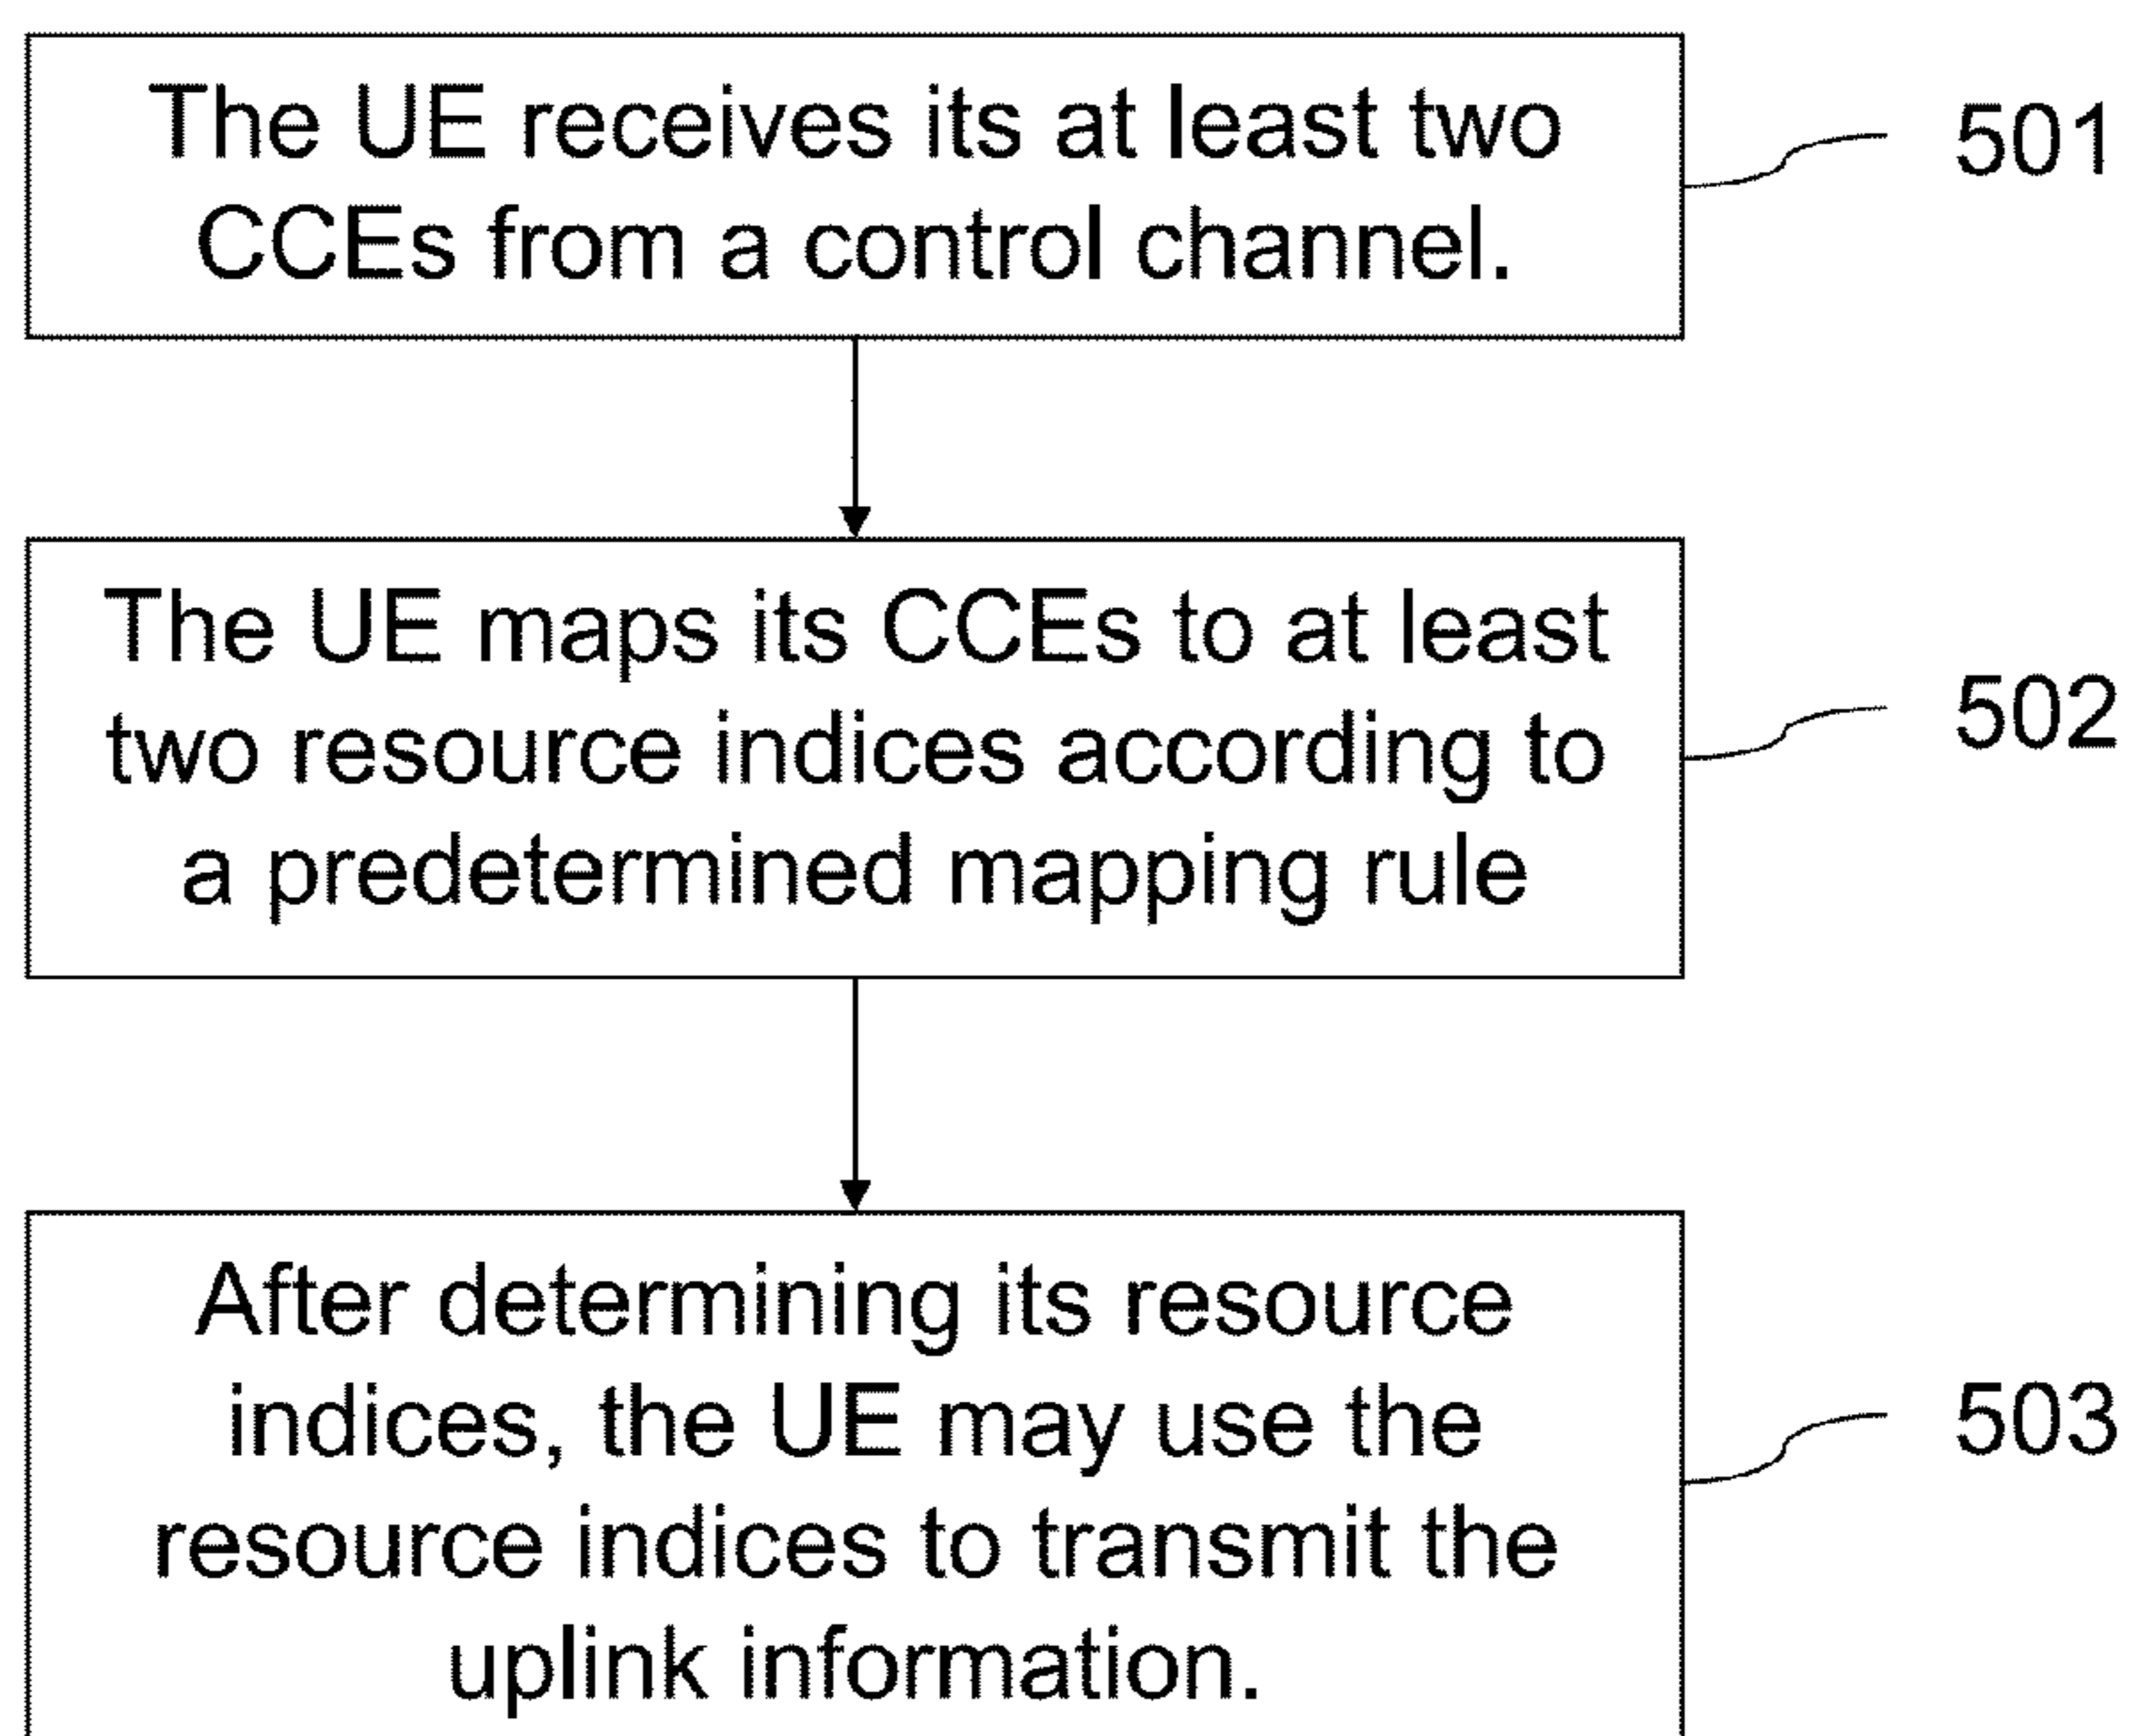 The UE receives its at least two
CCEs from a control channel.
501
The UE maps its CCEs to at least
two resource indices according to
a predetermined mapping rule
502
After determining its resource
indices, the UE may use the
resource indices to transmit the
uplink information.
503